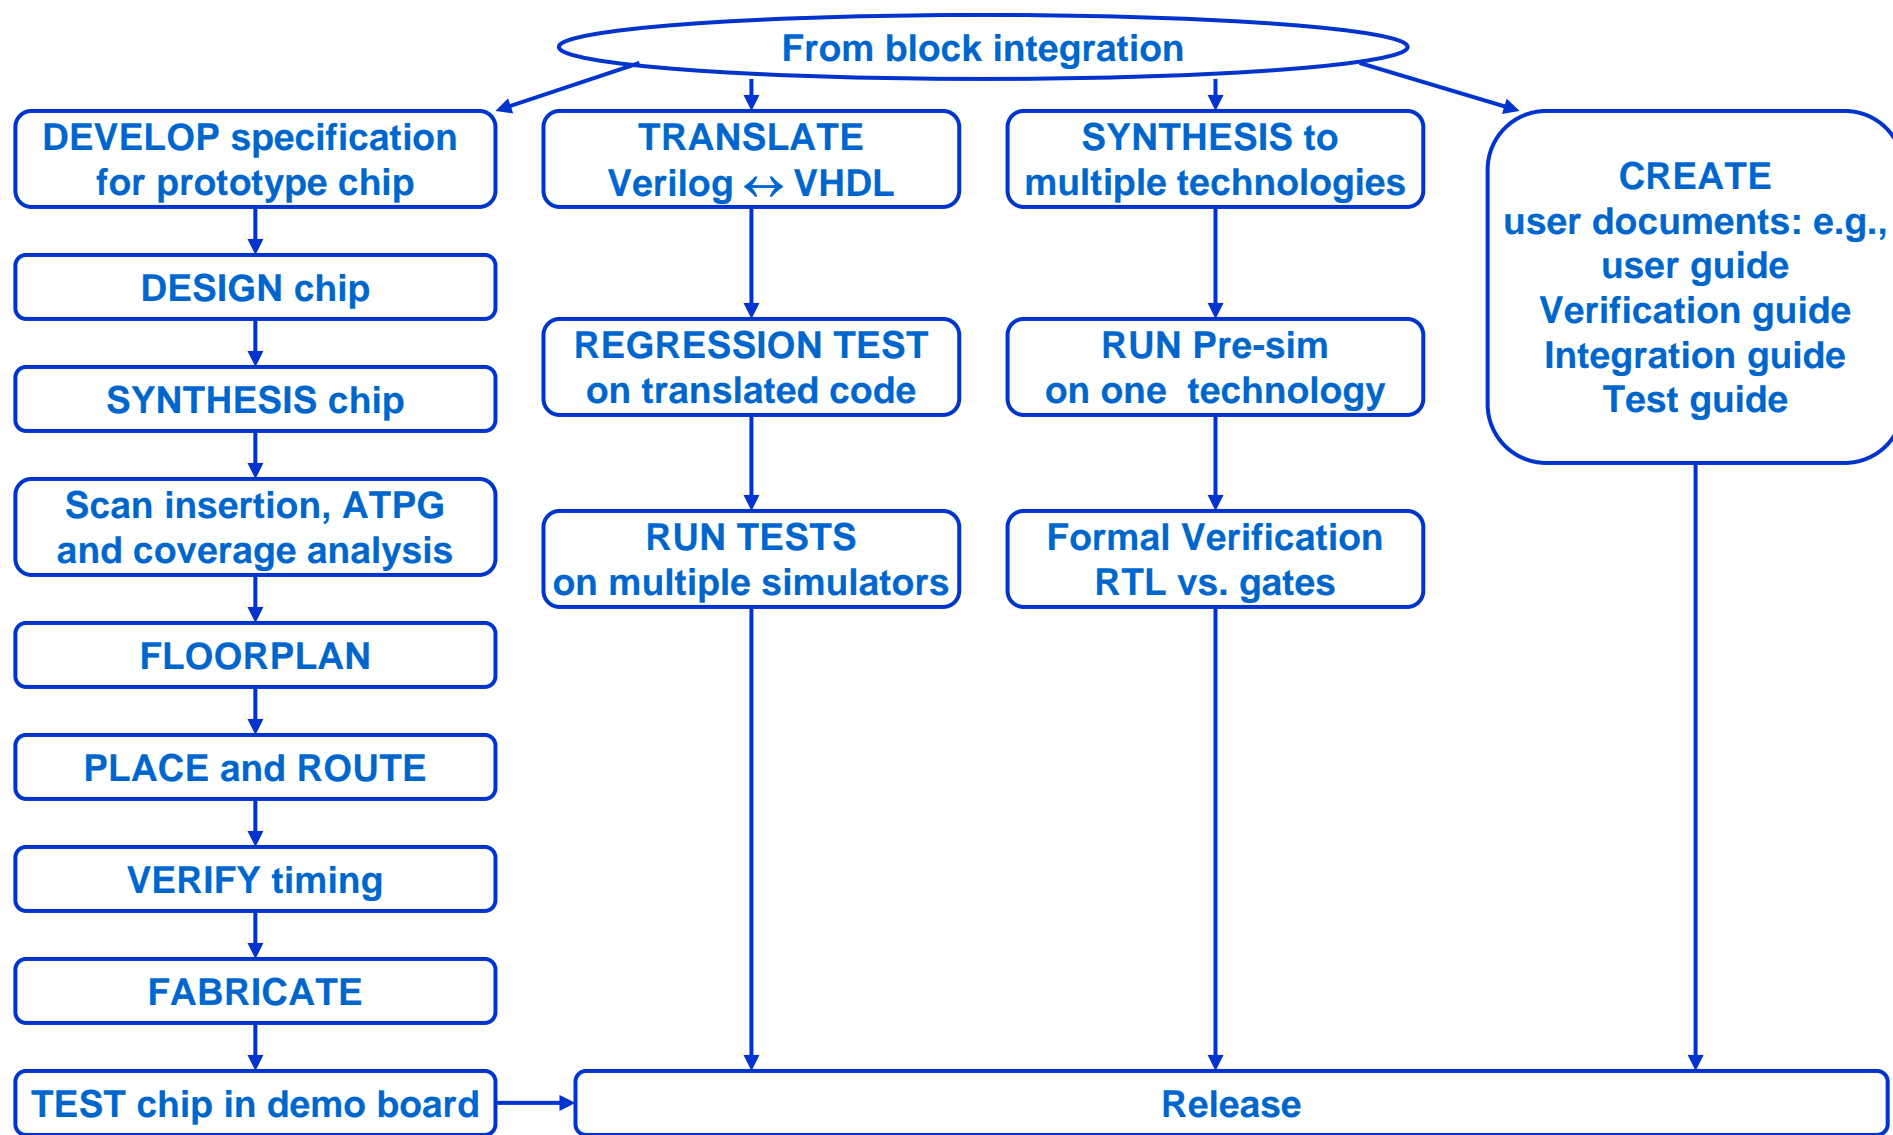 From block integration
DEVELOP specification
for prototype chip
DESIGN chip
SYNTHESIS chip
Scan insertion, ATPG
and coverage analysis
FLOORPLAN
PLACE and ROUTE
VERIFY timing
FABRICATE
TEST chip in demo board
TRANSLATE
Verilog ↔ VHDL
REGRESSION TEST
on translated code
RUN TESTS
on multiple simulators
SYNTHESIS to
multiple technologies
RUN Pre-sim
on one  technology
Formal Verification
RTL vs. gates
CREATE
user documents: e.g.,
user guide
Verification guide
Integration guide
Test guide
Release